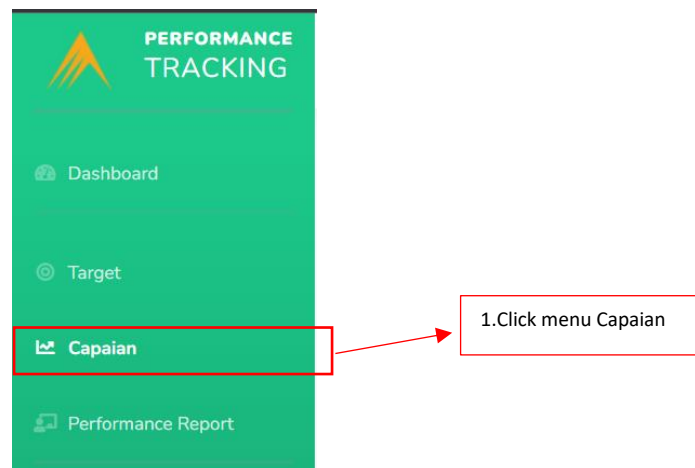 PERFORMANCE
TRACKING
Dashboard
Target
Capaian
1.Click menu Capaian
Performance Report